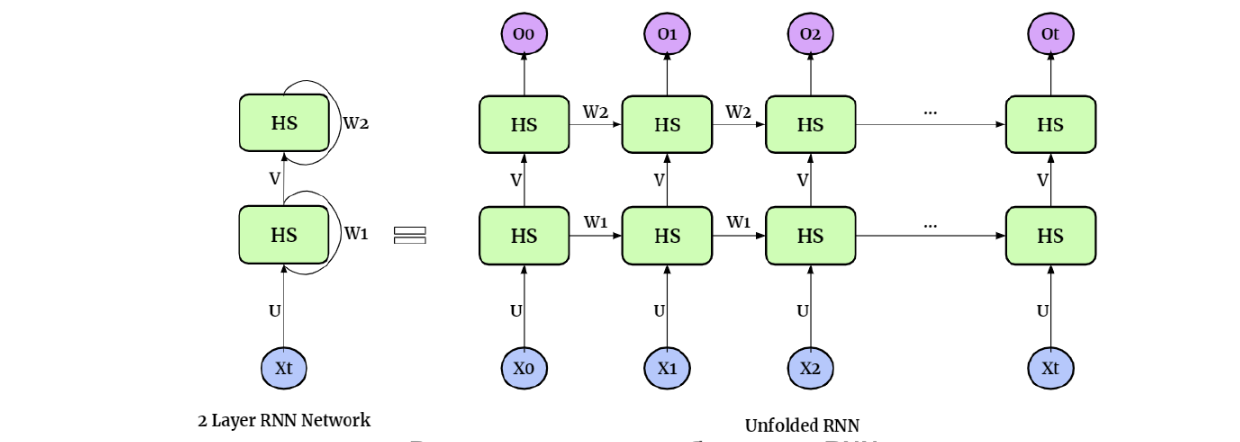 O0 O1 O2 Ot
HS W2 HS W2 HS W2 HS ... HS
V V V V V
HS W1 HS W1 HS W1 HS ... HS
U U U U U
Xt X0 X1 X2 Xt
2 Layer RNN Network
Unfolded RNN